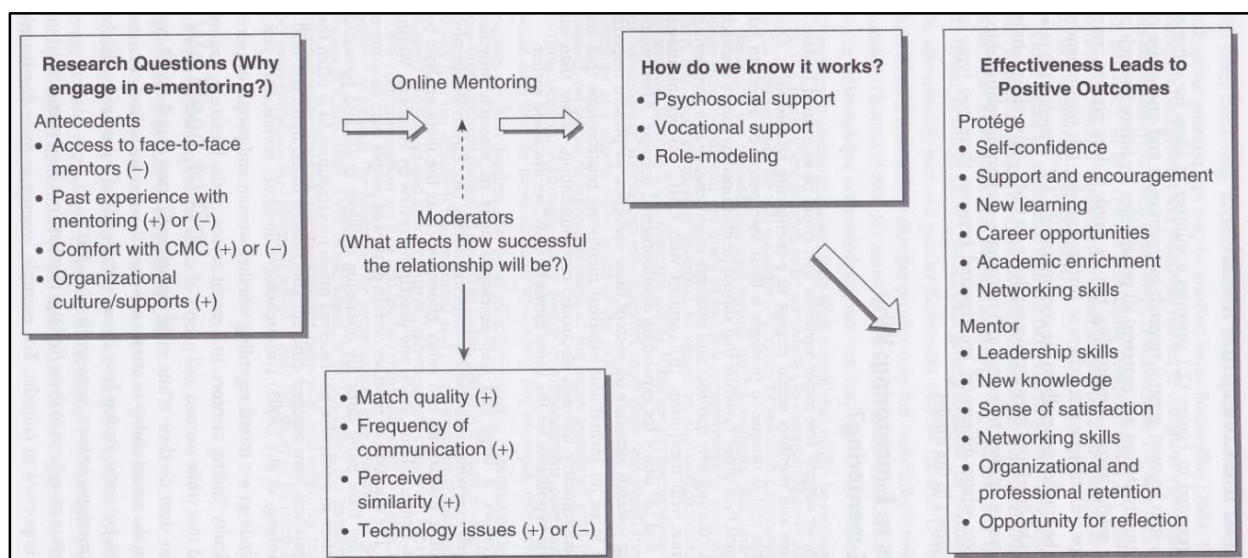 Research Questions (Why
engage in e-mentoring?)
Antecedents
• Access to face-to-face
mentors (–)
• Past experience with
mentoring (+) or (–)
• Comfort with CMC (+) or (–)
• Organizational
culture/supports (+)
Online Mentoring
Moderators
(What affects how successful
the relationship will be?)
• Match quality (+)
• Frequency of
communication (+)
• Perceived
similarity (+)
• Technology issues (+) or (–)
How do we know it works?
• Psychosocial support
• Vocational support
• Role-modeling
Effectiveness Leads to
Positive Outcomes
Protégé
• Self-confidence
• Support and encouragement
• New learning
• Career opportunities
• Academic enrichment
• Networking skills
Mentor
• Leadership skills
• New knowledge
• Sense of satisfaction
• Networking skills
• Organizational and
professional retention
• Opportunity for reflection